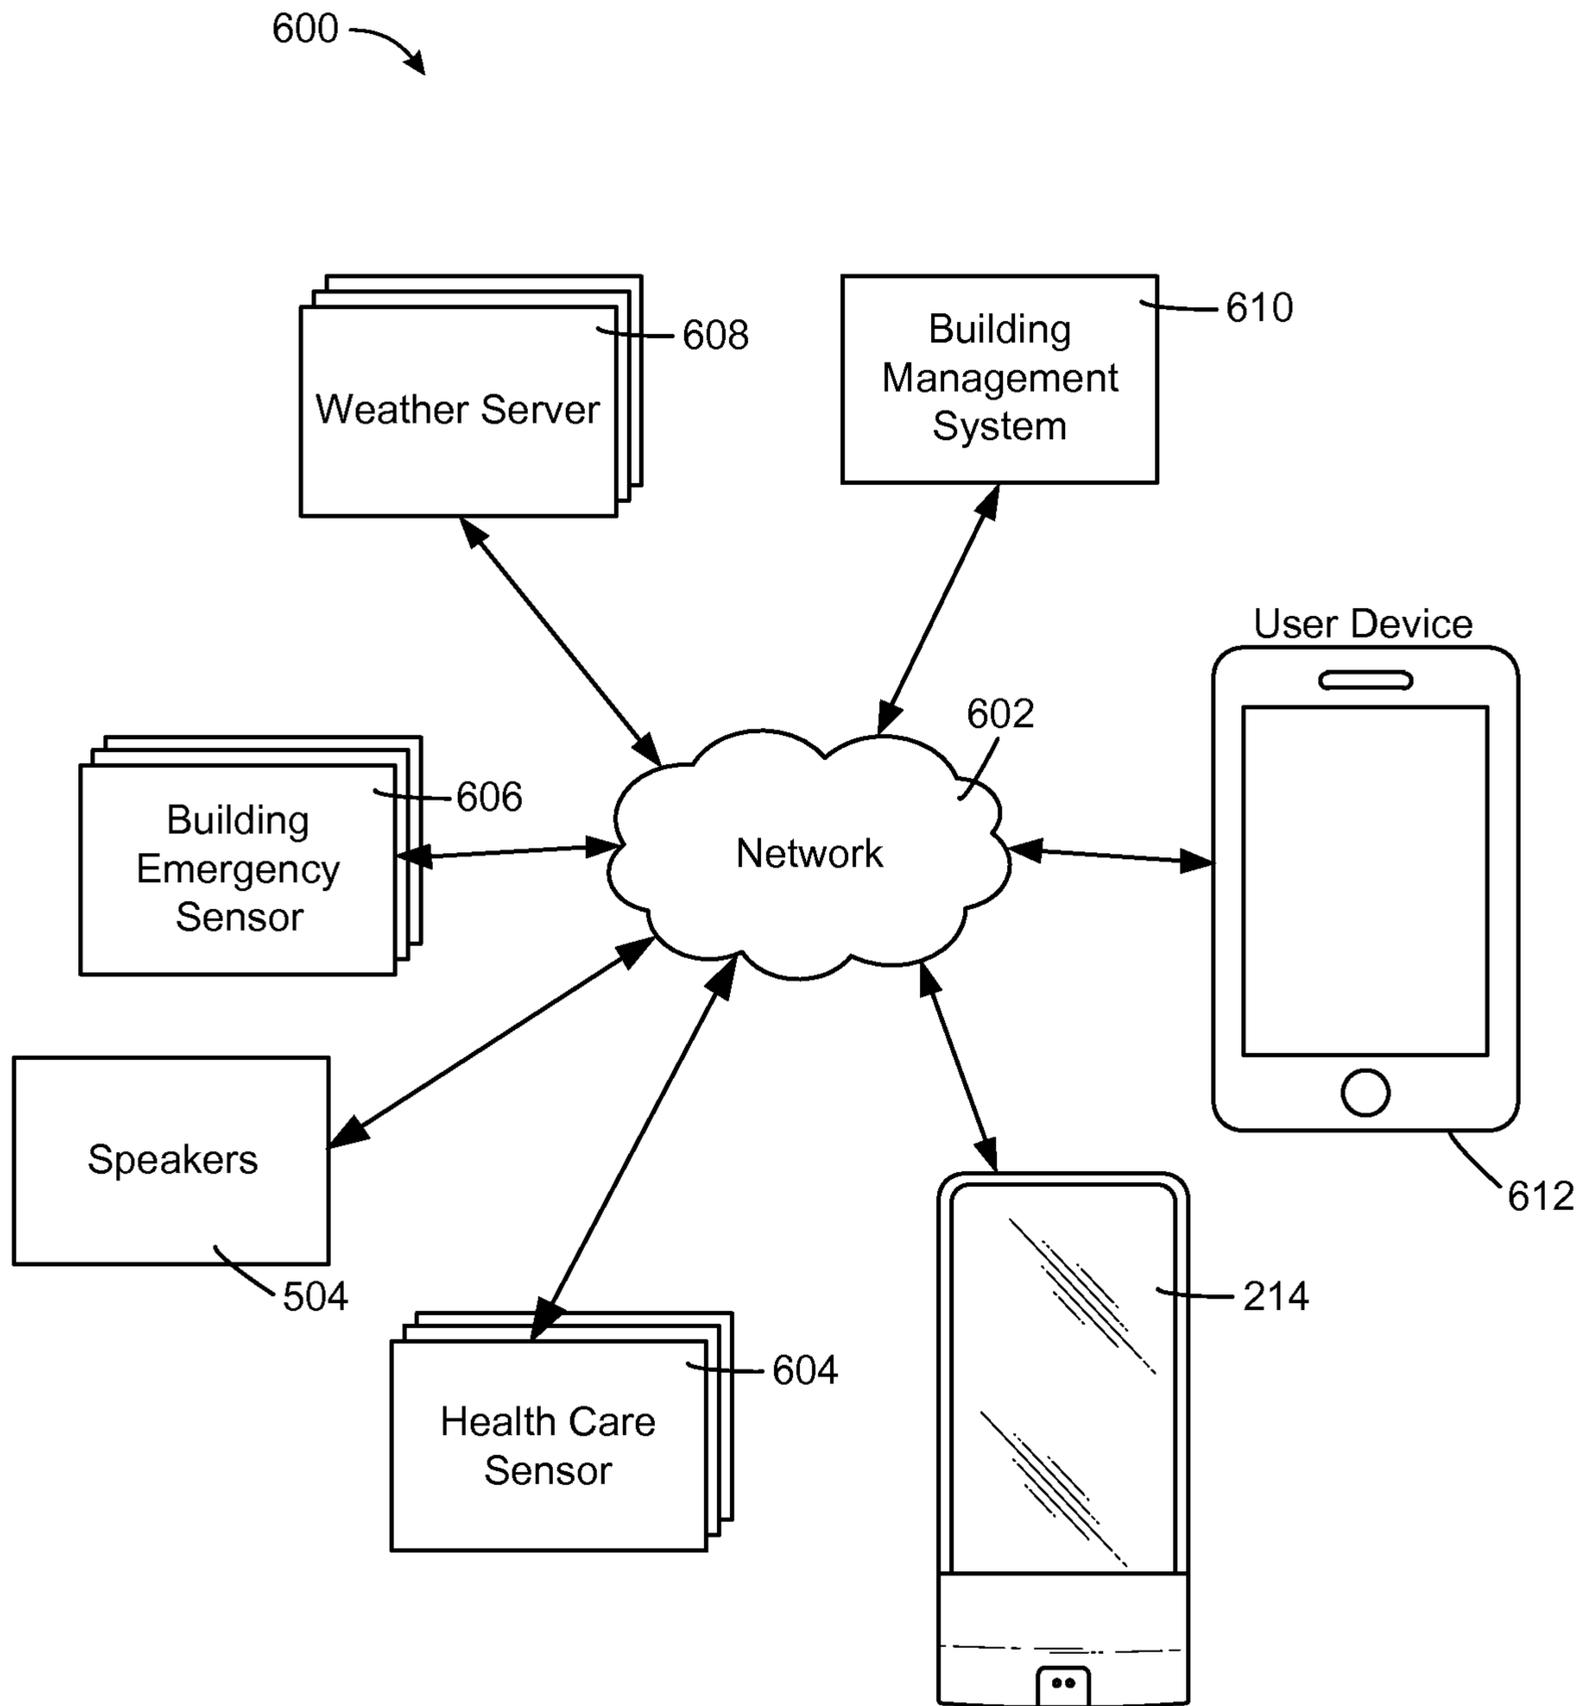 600
608
Weather Server
610
Building
Management
System
User Device
602
606
Building
Emergency
Sensor
Network
Speakers
504
612
214
604
Health Care
Sensor